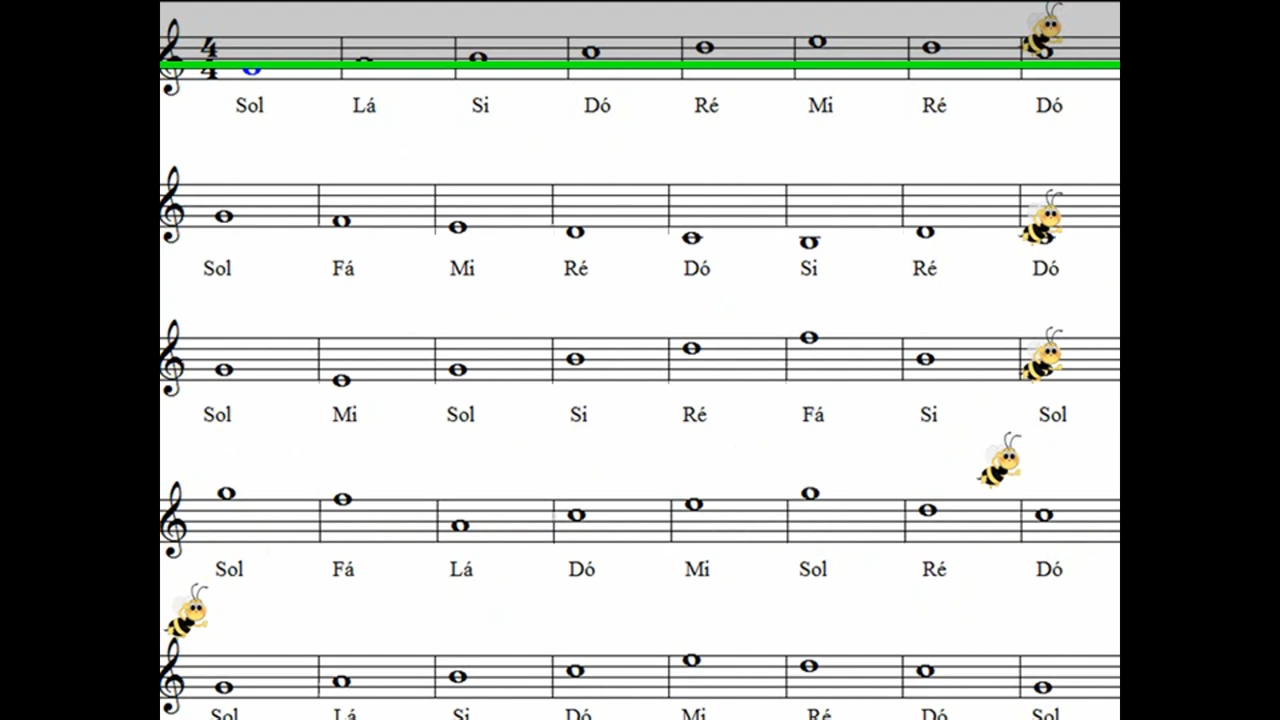 4 4
Sol Lá Si Dó Ré Mi Ré Dó
Sol Fá Mi Ré Dó Si Ré Dó
Sol Mi Sol Si Ré Fá Si Sol
Sol Fá Lá Dó Mi Sol Ré Dó
Sol Lá Si Dó Mi Ré Dó Sol